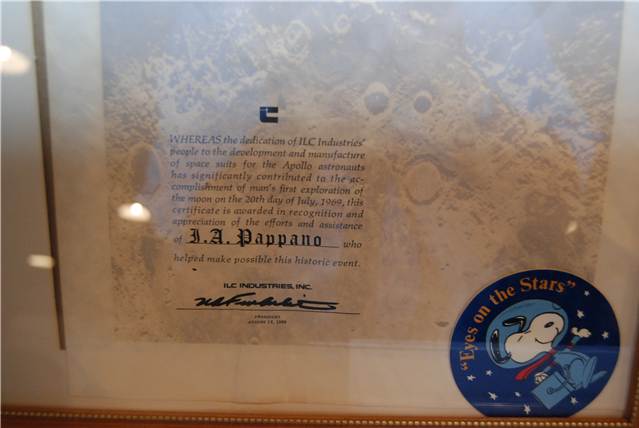 WHEREAS the dedication of ILC Industries'
people to the development and manufacture
of space suits for the Apollo astronauts
has significantly contributed to the ac-
complishment of man's first exploration of
the moon on the 20th day of July, 1969, this
certificate is awarded in recognition and
appreciation of the efforts and assistance
of I.A. Pappano who
helped make possible this historic event.
ILC INDUSTRIES, INC.
PRESIDENT
"Eyes on the Stars"